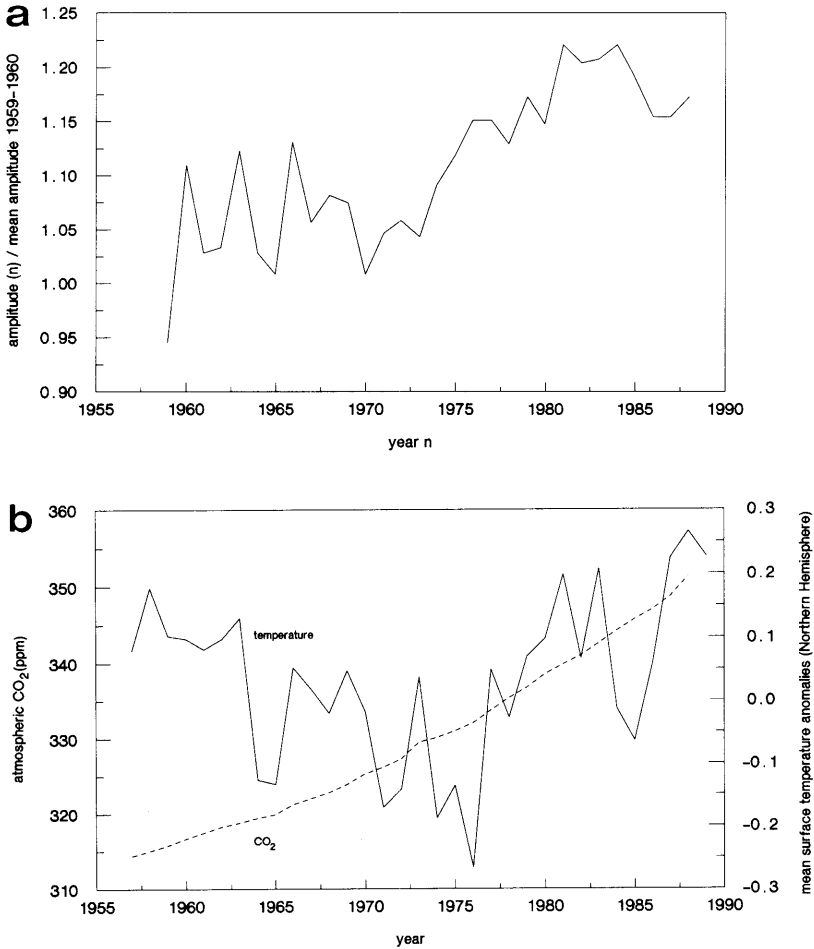 a
amplitude (n) / mean amplitude 1959-1960
1.25
1.20
1.15
1.10
1.05
1.00
0.95
0.90
1955 1960 1965 1970 1975 1980 1985 1990
year n
b
atmospheric CO2(ppm)
360
350
340
330
320
310
temperature
CO2
0.3
0.2
0.1
0.0
-0.1
-0.2
-0.3
mean surface temperature anomalies (Northern Hemisphere)
1955 1960 1965 1970 1975 1980 1985 1990
year